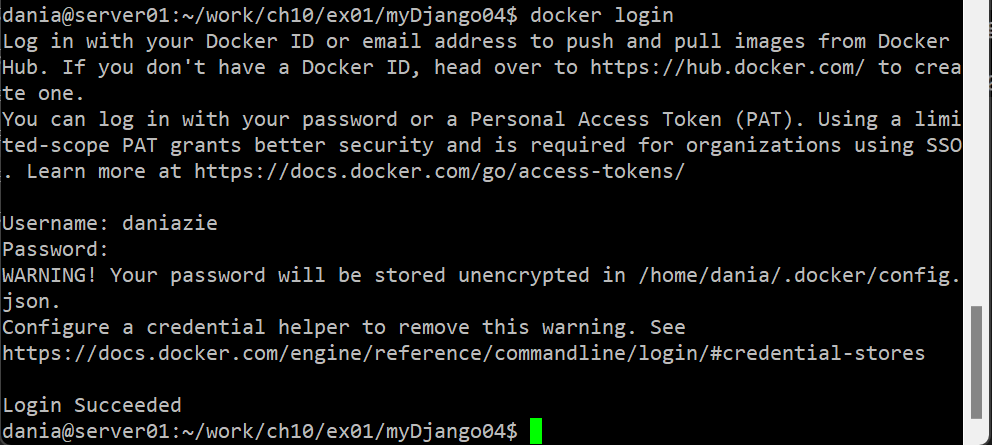 dania@server01:~/work/ch10/ex01/myDjango04$ docker login
Log in with your Docker ID or email address to push and pull images from Docker
Hub. If you don't have a Docker ID, head over to https://hub.docker.com/ to crea
te one.
You can log in with your password or a Personal Access Token (PAT). Using a limi
ted-scope PAT grants better security and is required for organizations using SSO
. Learn more at https://docs.docker.com/go/access-tokens/
Username: daniazie
Password:
WARNING! Your password will be stored unencrypted in /home/dania/.docker/config.
json.
Configure a credential helper to remove this warning. See
https://docs.docker.com/engine/reference/commandline/login/#credential-stores
Login Succeeded
dania@server01:~/work/ch10/ex01/myDjango04$